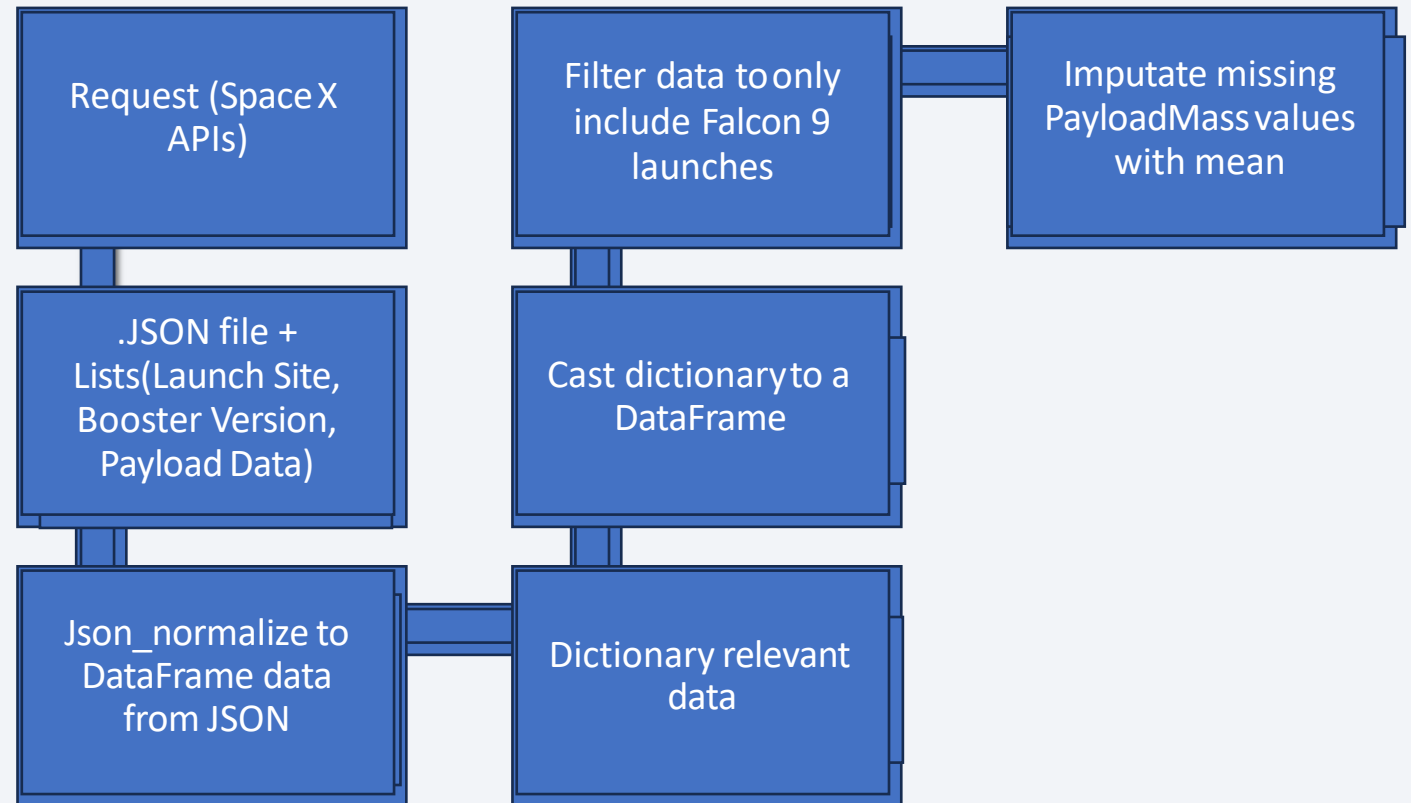 Request (Space X
APIs)
.JSON file +
Lists(Launch Site,
Booster Version,
Payload Data)
Json_normalize to
DataFrame data
from JSON
Dictionary relevant
data
Cast dictionary to a
DataFrame
Filter data to only
include Falcon 9
launches
Imputate missing
PayloadMass values
with mean